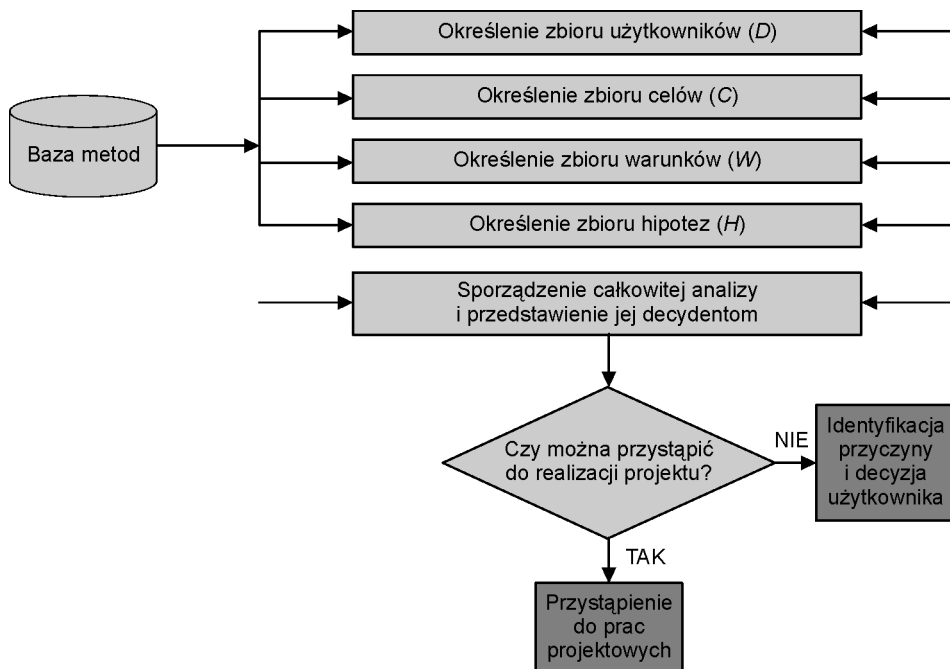 Określenie zbioru użytkowników (D)
Określenie zbioru celów (C)
Baza metod
Określenie zbioru warunków (W)
Określenie zbioru hipotez (H)
Sporządzenie całkowitej analizy
i przedstawienie jej decydentom
Czy można przystąpić
do realizacji projektu?
NIE
Identyfikacja
przyczyny
i decyzja
użytkownika
TAK
Przystąpienie
do prac
projektowych